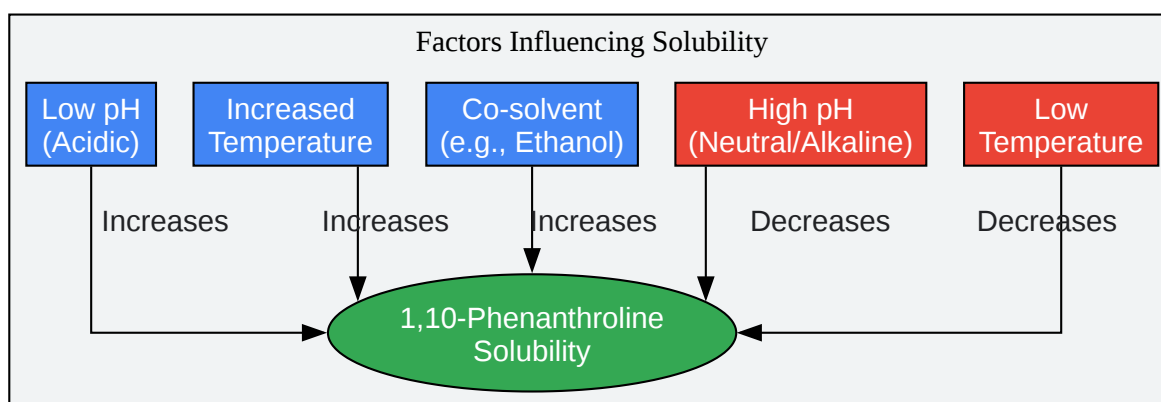 Factors Influencing Solubility
Low pH
(Acidic)
Increased
Temperature
Co-solvent
(e.g., Ethanol)
High pH
(Neutral/Alkaline)
Low
Temperature
Increases
Increases
Increases
Decreases
Decreases
1,10-Phenanthroline
Solubility